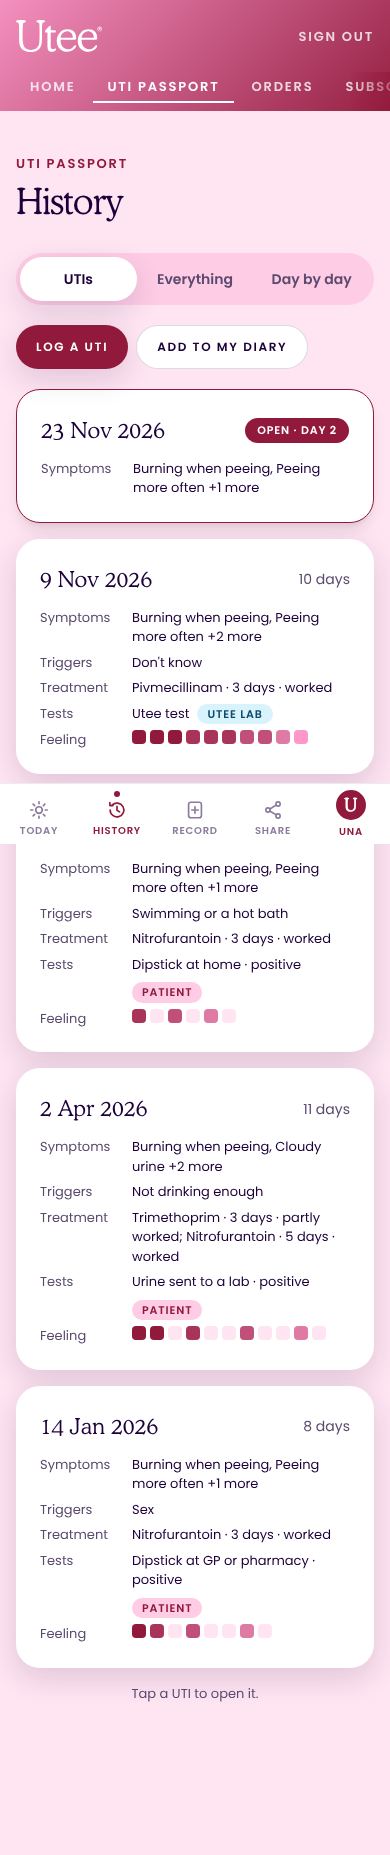 Utee®
SIGN OUT
HOME UTI PASSPORT ORDERS
UTI PASSPORT
History
UTIs Everything Day by day
LOG A UTI ADD TO MY DIARY
23 Nov 2026 OPEN · DAY 2
Symptoms Burning when peeing, Peeing
more often +1 more
9 Nov 2026 10 days
Symptoms Burning when peeing, Peeing
more often +2 more
Triggers Don't know
Treatment Pivmecillinam · 3 days · worked
Tests Utee test UTEE LAB
Feeling
TODAY HISTORY RECORD SHARE U UNA
Symptoms Burning when peeing, Peeing
more often +1 more
Triggers Swimming or a hot bath
Treatment Nitrofurantoin · 3 days · worked
Tests Dipstick at home · positive
PATIENT
Feeling
2 Apr 2026 11 days
Symptoms Burning when peeing, Cloudy
urine +2 more
Triggers Not drinking enough
Treatment Trimethoprim · 3 days · partly
worked; Nitrofurantoin · 5 days ·
worked
Tests Urine sent to a lab · positive
PATIENT
Feeling
14 Jan 2026 8 days
Symptoms Burning when peeing, Peeing
more often +1 more
Triggers Sex
Treatment Nitrofurantoin · 3 days · worked
Tests Dipstick at GP or pharmacy ·
positive
PATIENT
Feeling
Tap a UTI to open it.